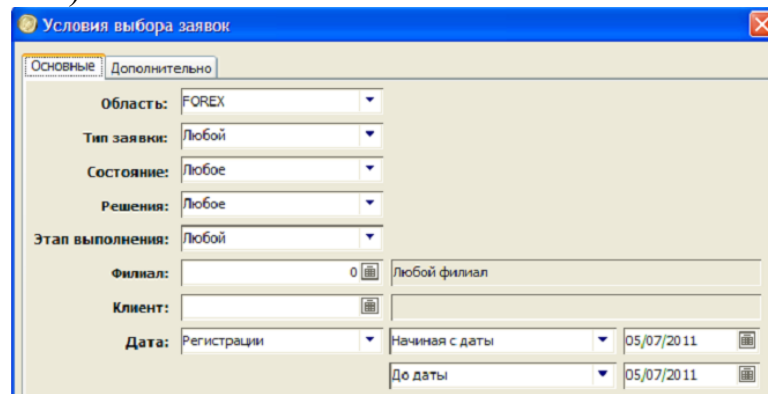 Условия выбора заявок
Основные Дополнительно
Область: FOREX
Тип заявки: Любой
Состояние: Любое
Решения: Любое
Этап выполнения: Любой
Филиал: 0 Любой филиал
Клиент:
Дата: Регистрации Начиная с даты 05/07/2011
До даты 05/07/2011